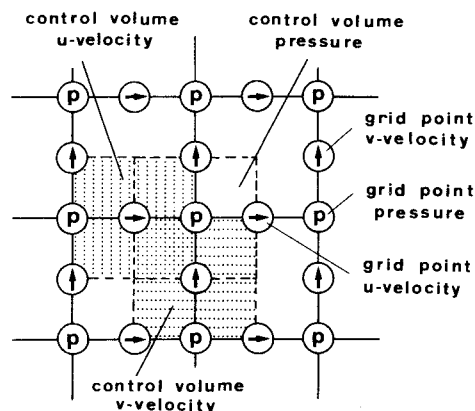 control volume
u-velocity
control volume
pressure
P P P
grid point
v-velocity
P P P
grid point
pressure
grid point
u-velocity
P P P
control volume
v-velocity